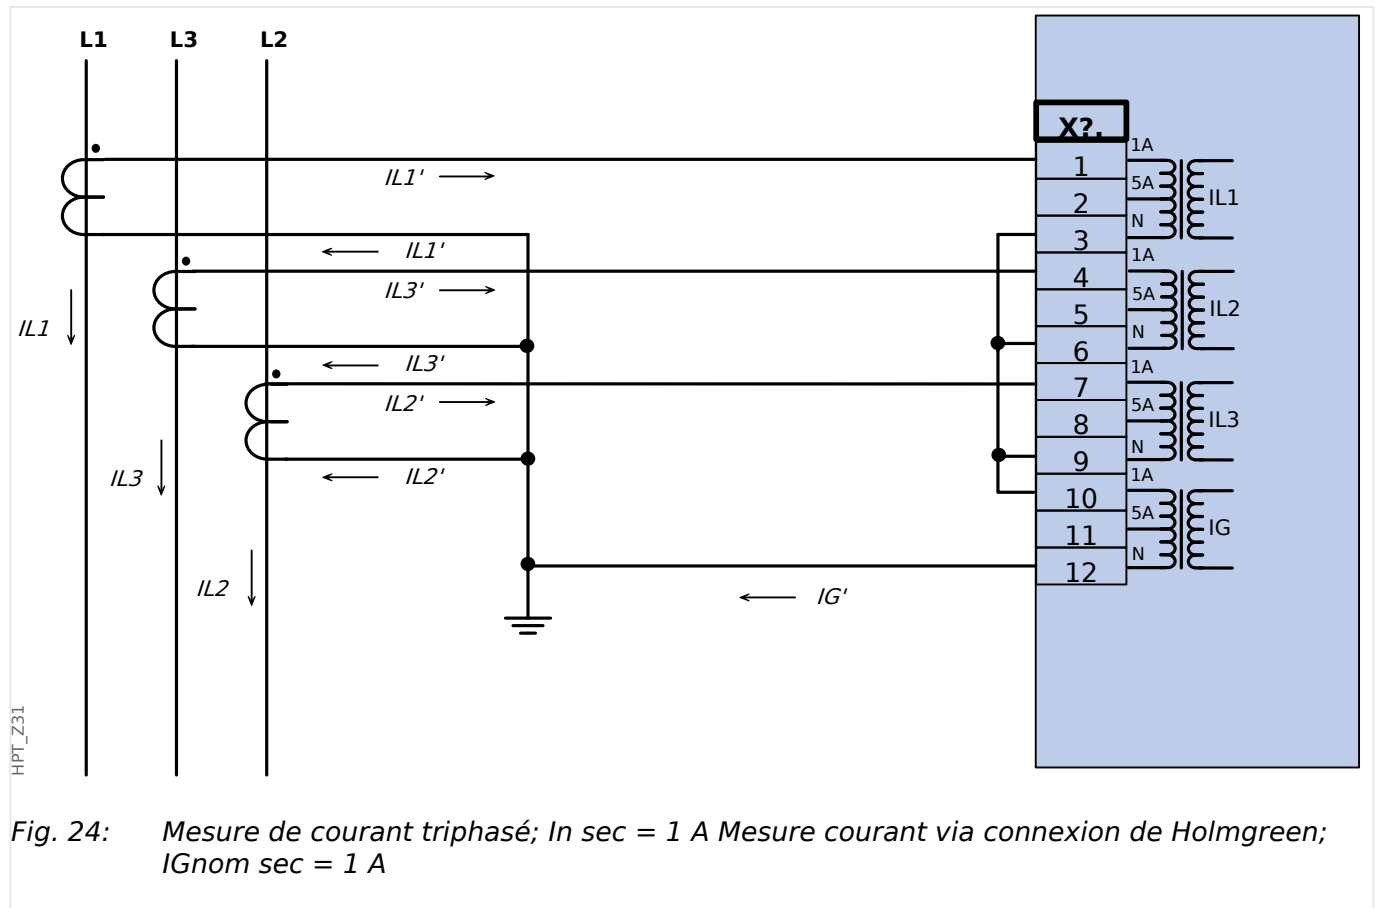 L1 L3 L2
X?.
1 1A
IL1' 5A IL1
2
N
3
IL1'
1A
4
IL3' 5A IL2
5
IL1 N
6
IL3'
1A
7
IL2' 5A IL3
8
N
9
IL3 IL2' 1A
10
5A IG
11
N
12
IL2 IG'
HPT_Z31
Fig. 24: Mesure de courant triphasé; In sec = 1 A Mesure courant via connexion de Holmgreen;
IGnom sec = 1 A